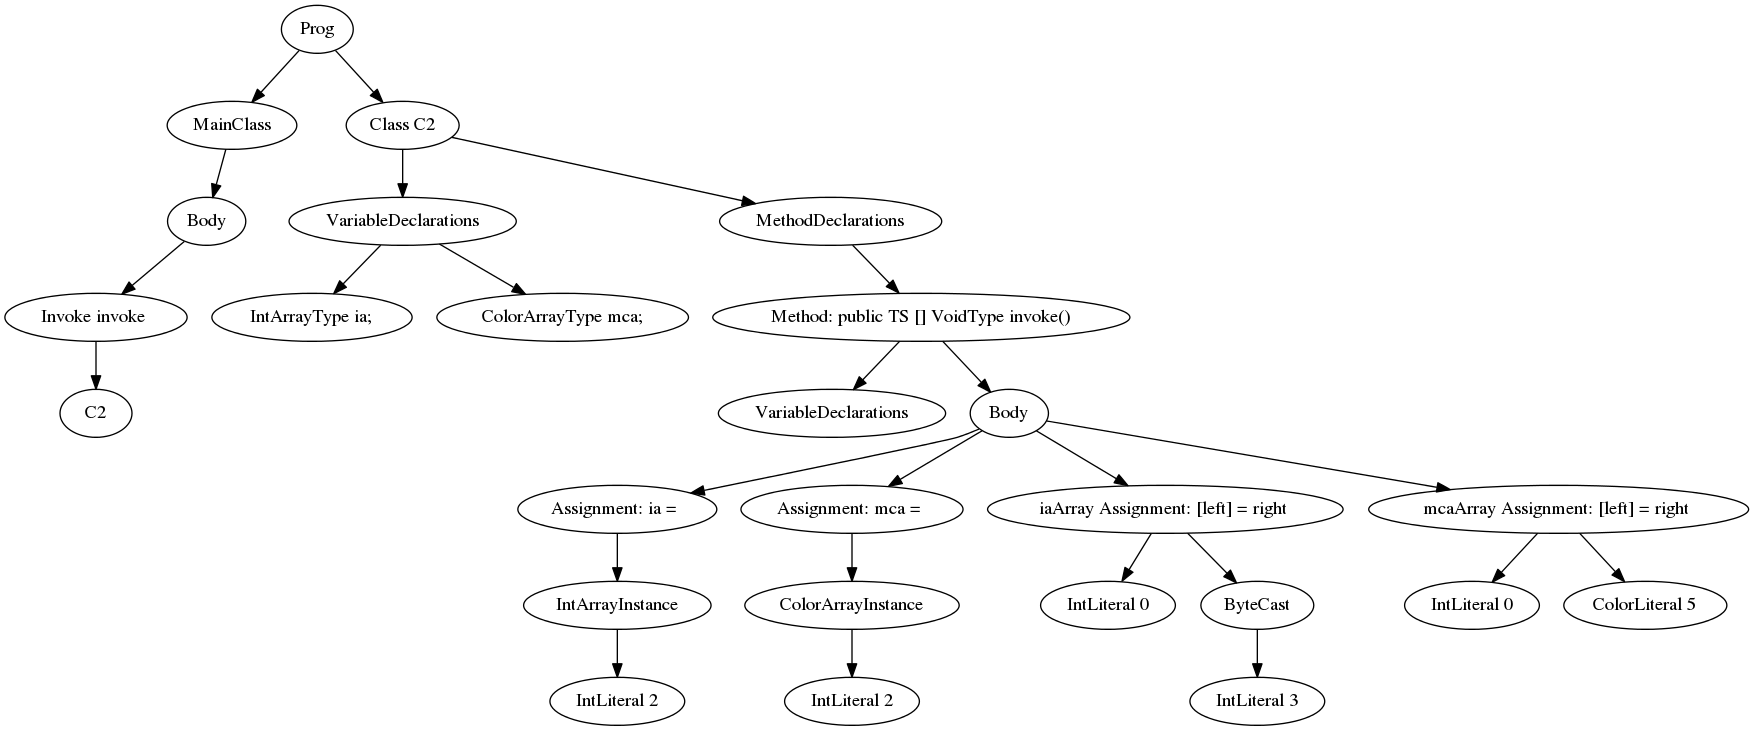 Prog
MainClass
Class C2
Body
VariableDeclarations
MethodDeclarations
Invoke invoke
IntArrayType ia;
ColorArrayType mca;
Method: public TS [] VoidType invoke()
C2
VariableDeclarations
Body
Assignment: ia =
Assignment: mca =
iaArray Assignment: [left] = right
mcaArray Assignment: [left] = right
IntArrayInstance
ColorArrayInstance
IntLiteral 0
ByteCast
IntLiteral 0
ColorLiteral 5
IntLiteral 2
IntLiteral 2
IntLiteral 3